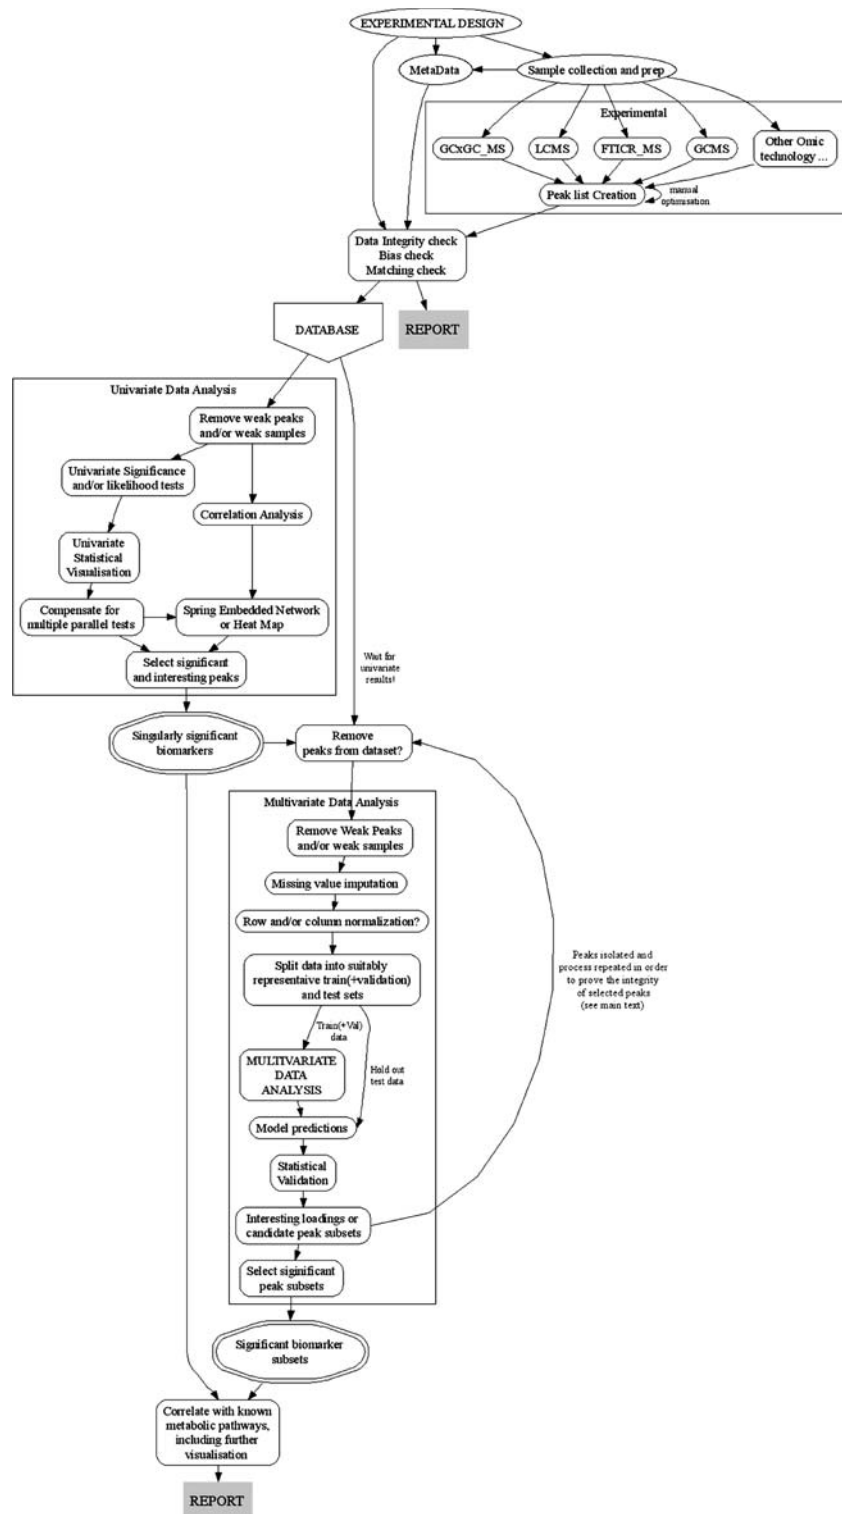 EXPERIMENTAL DESIGN
MetaData
Sample collection and prep
Experimental
GCxGC_MS
LCMS
FTICR_MS
GCMS
Other Omic
technology ...
Peak list Creation
manual
optimisation
Data Integrity check
Bias check
Matching check
DATABASE
REPORT
Univariate Data Analysis
Remove weak peaks
and/or weak samples
Univariate Significance
and/or likelihood tests
Correlation Analysis
Univariate
Statistical
Visualisation
Compensate for
multiple parallel tests
Spring Embedded Network
or Heat Map
Select significant
and interesting peaks
Wait for
univariate
results!
Singularly significant
biomarkers
Remove
peaks from dataset?
Multivariate Data Analysis
Remove Weak Peaks
and/or weak samples
Missing value imputation
Row and/or column normalization?
Split data into suitably
representaive train(+validation)
and test sets
Train(+Val)
data
MULTIVARIATE
DATA
ANALYSIS
Hold out
test data
Model predictions
Statistical
Validation
Interesting loadings or
candidate peak subsets
Select siginificant
peak subsets
Peaks isolated and
process repeated in order
to prove the integrity
of selected peaks
(see main text)
Significant biomarker
subsets
Correlate with known
metabolic pathways,
including further
visualisation
REPORT